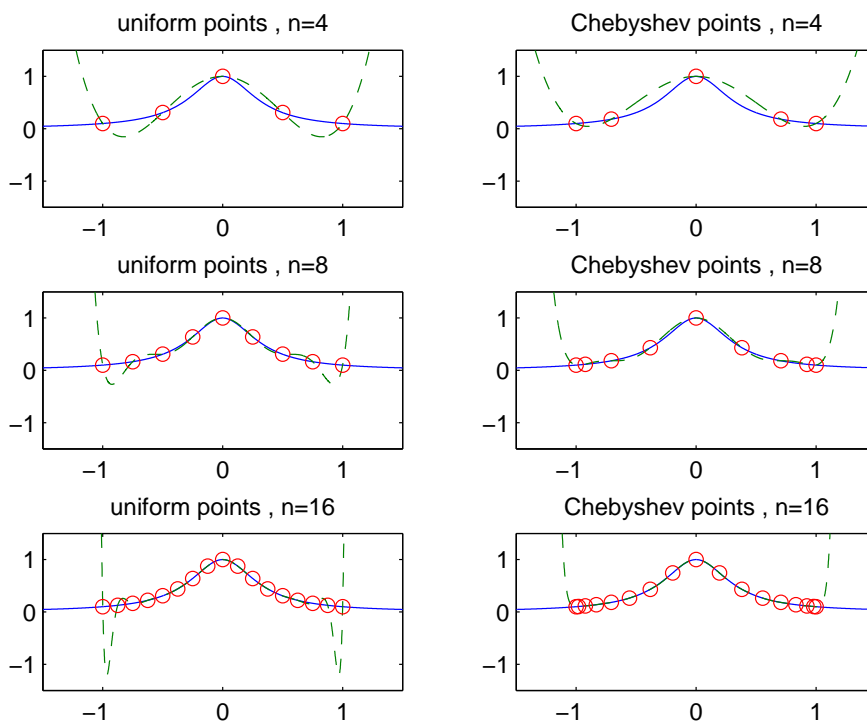 uniform points , n=4
1
0
−1
−1 0 1
Chebyshev points , n=4
1
0
−1
−1 0 1
uniform points , n=8
1
0
−1
−1 0 1
Chebyshev points , n=8
1
0
−1
−1 0 1
uniform points , n=16
1
0
−1
−1 0 1
Chebyshev points , n=16
1
0
−1
−1 0 1